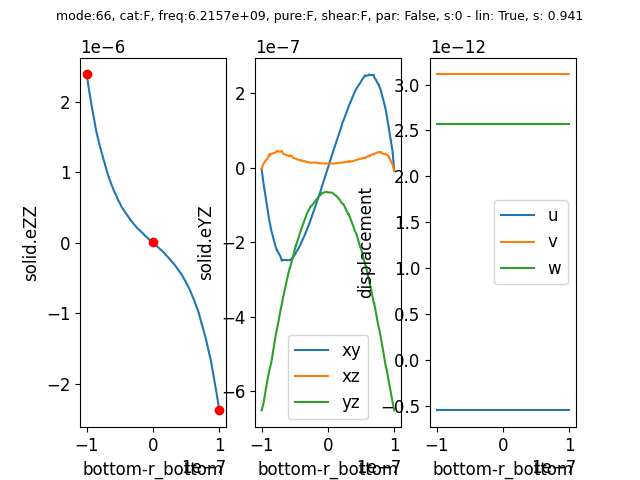 mode:66, cat:F, freq:6.2157e+09, pure:F, shear:F, par: False, s:0 - lin: True, s: 0.941
1e−6
1e−7
1e−12
solid.eZZ
2
1
0
−1
−2
−1
0
1
bottom-r_bottom
1e−7
solid.eYZ
2
0
−2
−4
−6
xy
xz
yz
−1
0
1
bottom-r_bottom
1e−7
displacement
3.0
2.5
2.0
1.5
1.0
0.5
0.0
−0.5
u
v
w
−1
0
1
bottom-r_bottom
1e−7